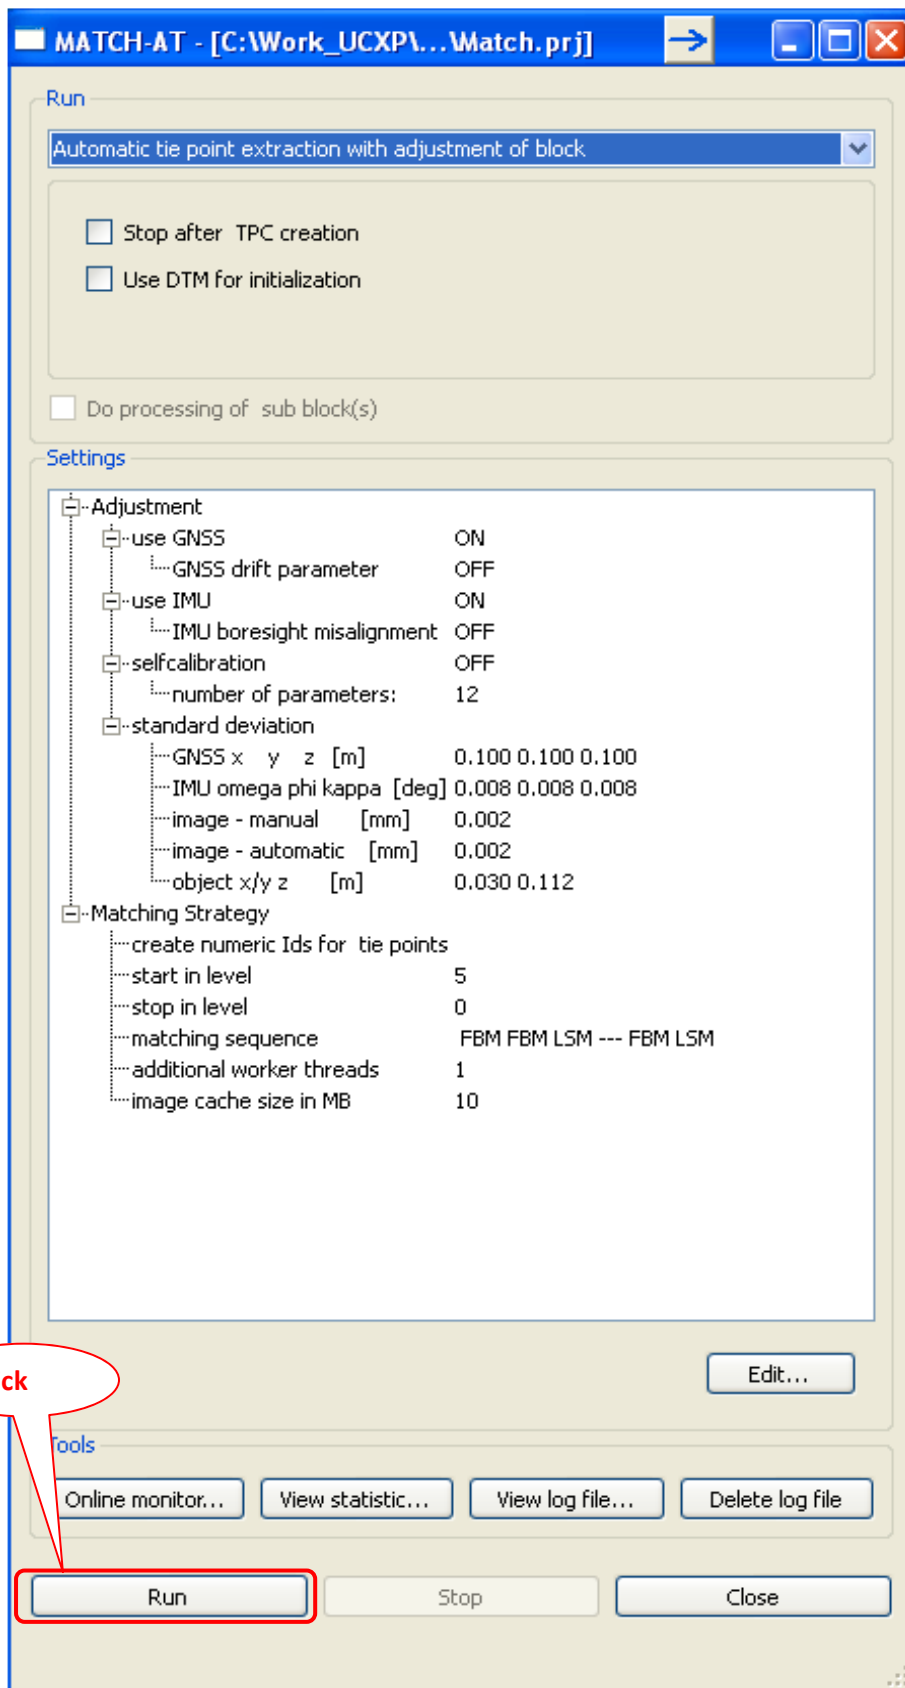 MATCH-AT - [C:\Work_UCXP\...\Match.prj]
Run
Automatic tie point extraction with adjustment of block
Stop after TPC creation
Use DTM for initialization
Do processing of sub block(s)
Settings
Adjustment
use GNSS ON
GNSS drift parameter OFF
use IMU ON
IMU boresight misalignment OFF
selfcalibration OFF
number of parameters: 12
standard deviation
GNSS x y z [m] 0.100 0.100 0.100
IMU omega phi kappa [deg] 0.008 0.008 0.008
image - manual [mm] 0.002
image - automatic [mm] 0.002
object x/y z [m] 0.030 0.112
Matching Strategy
create numeric Ids for tie points
start in level 5
stop in level 0
matching sequence FBM FBM LSM --- FBM LSM
additional worker threads 1
image cache size in MB 10
ck
Edit...
Tools
Online monitor... View statistic... View log file... Delete log file
Run Stop Close